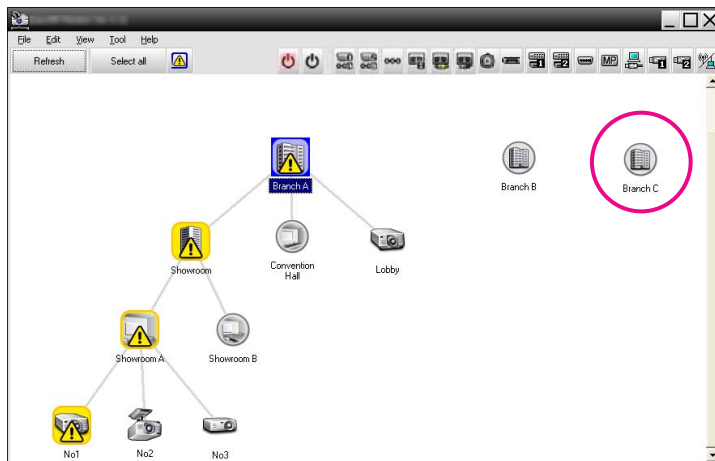 File Edit View Tool Help
Refresh Select all
MP
Branch A
Branch B
Branch C
Showroom
Convention
Hall
Lobby
Showroom A
Showroom B
No1
No2
No3